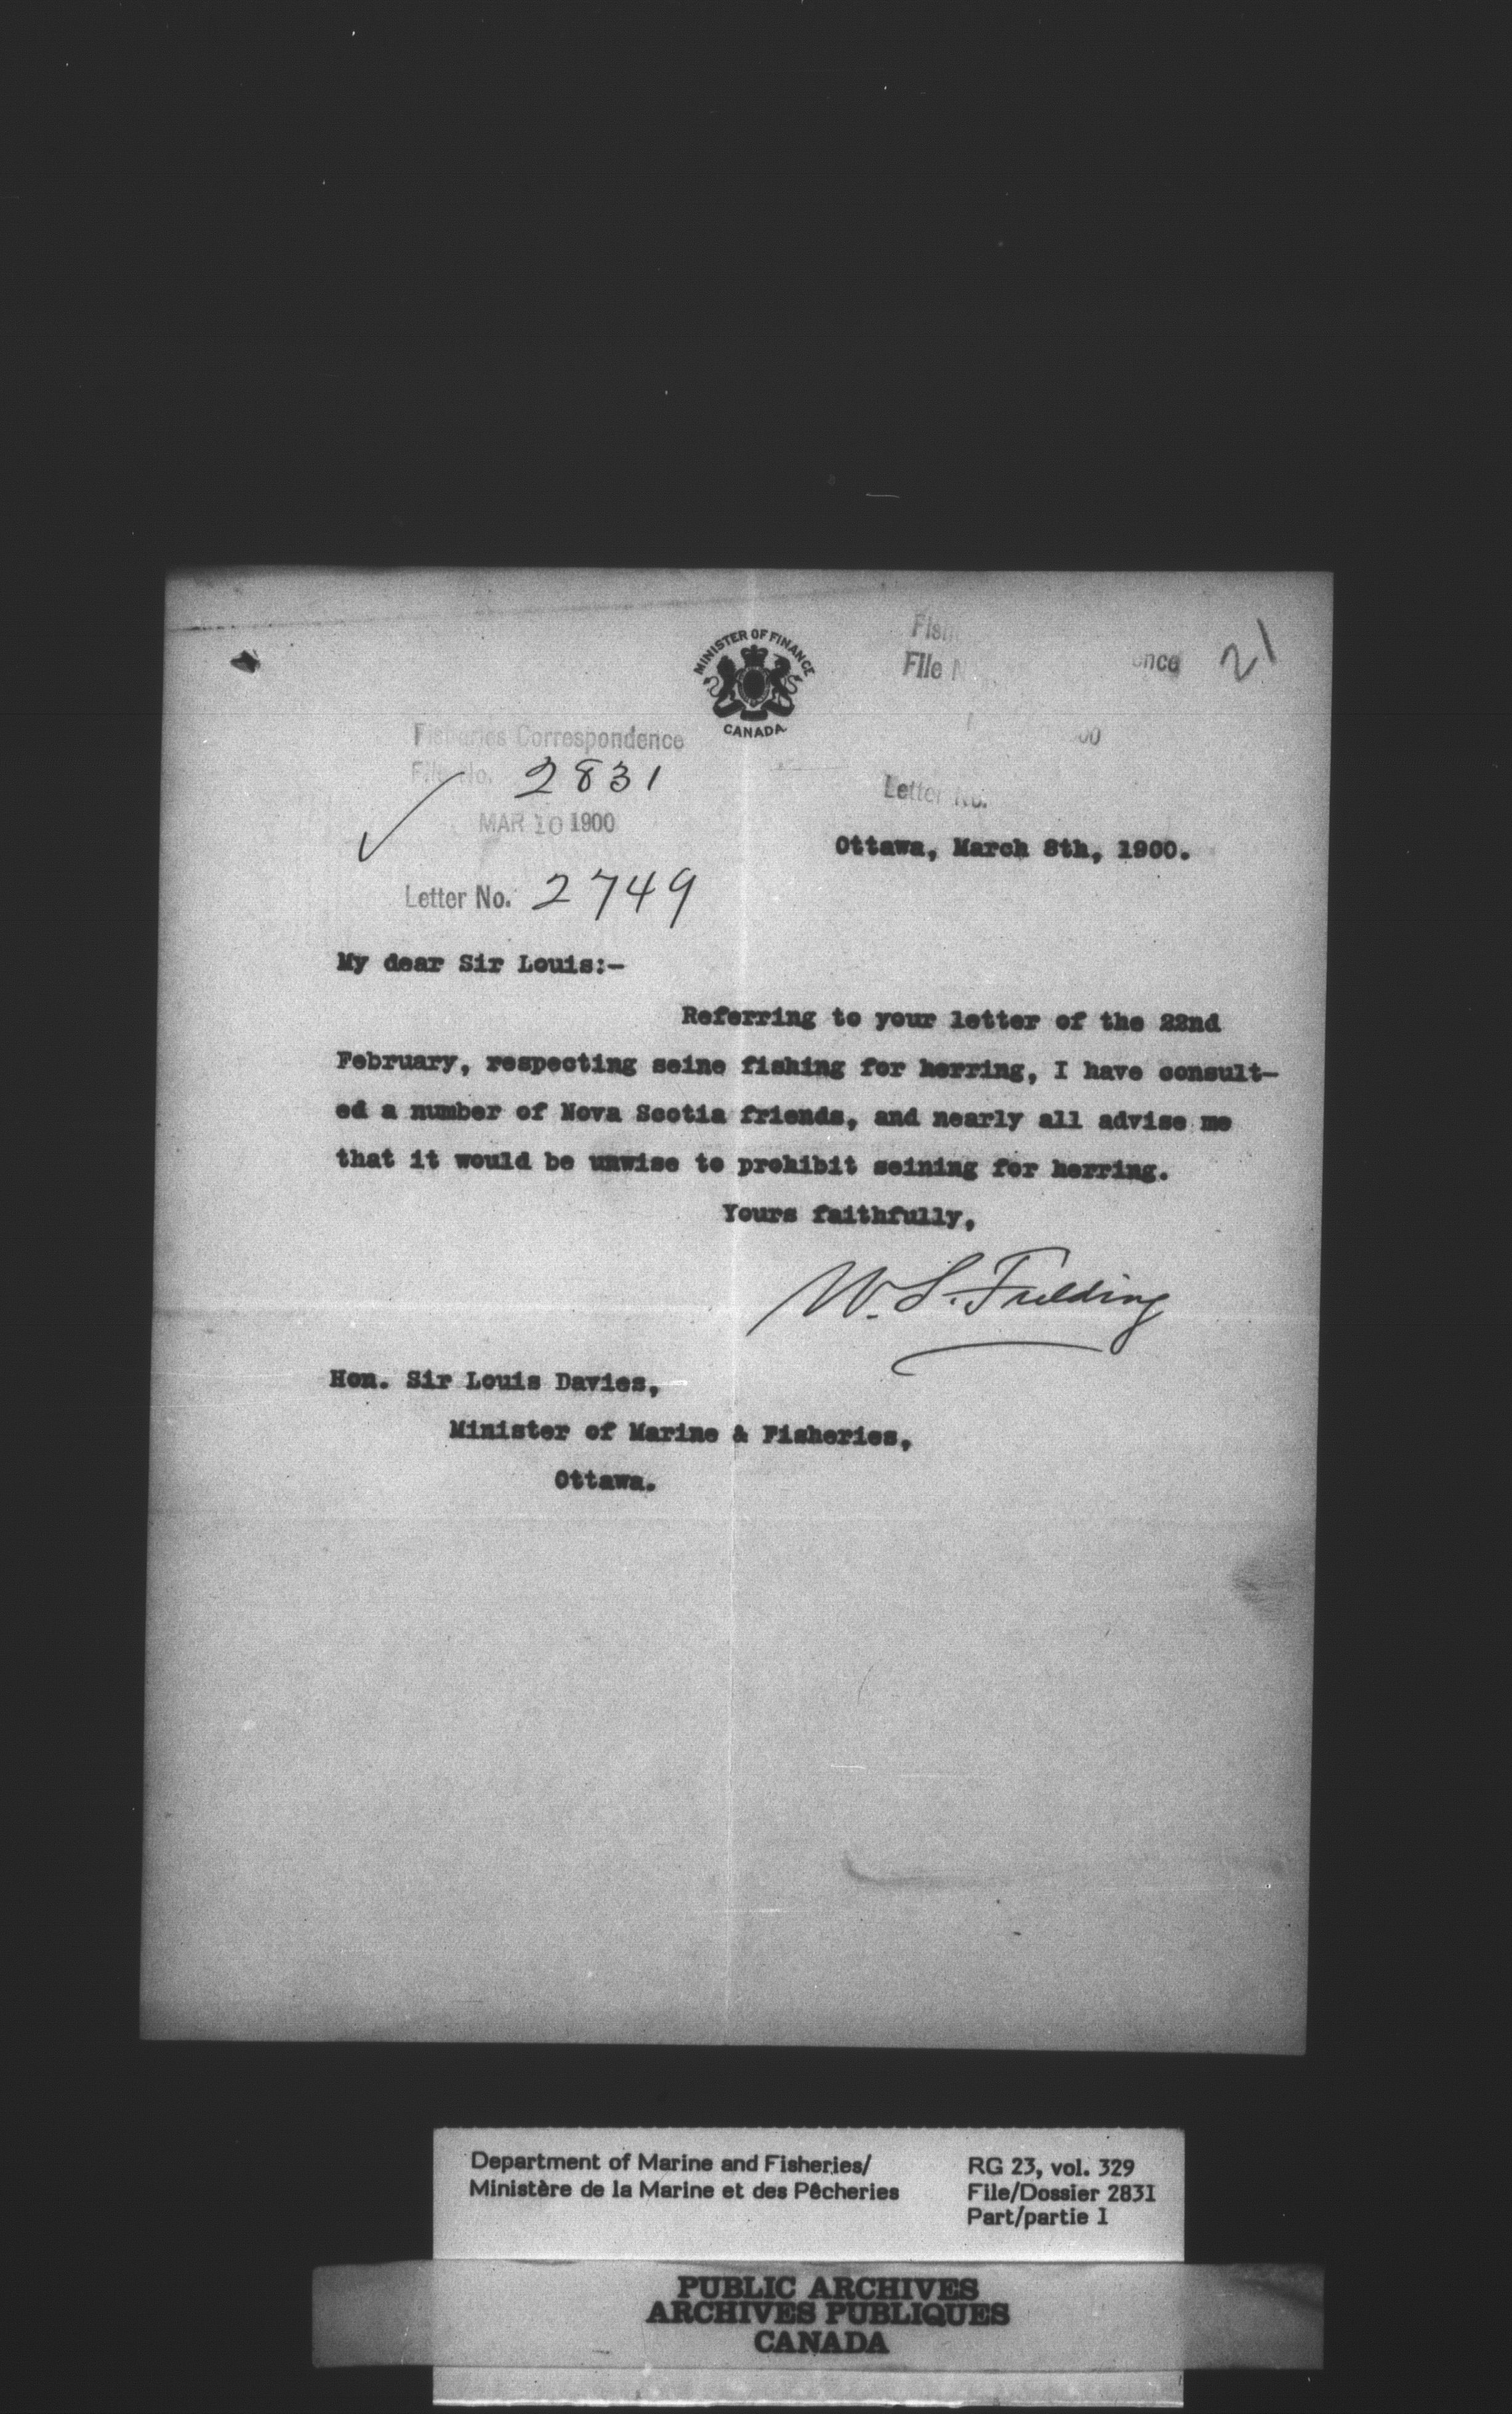 MINISTER OF FINANCE
CANADA
File
21
Fisheries Correspondence
File No. 2831
MAR 10 1900
Letter No.
Ottawa, March 8th, 1900.
Letter No. 2749
My dear Sir Louis:-
Referring to your letter of the 22nd
February, respecting seine fishing for herring, I have consult-
ed a number of Nova Scotia friends, and nearly all advise me
that it would be unwise to prohibit seining for herring.
Yours faithfully,
W. S. Fielding
Hon. Sir Louis Davies,
Minister of Marine & Fisheries,
Ottawa.
Department of Marine and Fisheries/
Ministère de la Marine et des Pêcheries
RG 23, vol. 329
File/Dossier 2831
Part/partie 1
PUBLIC ARCHIVES
ARCHIVES PUBLIQUES
CANADA